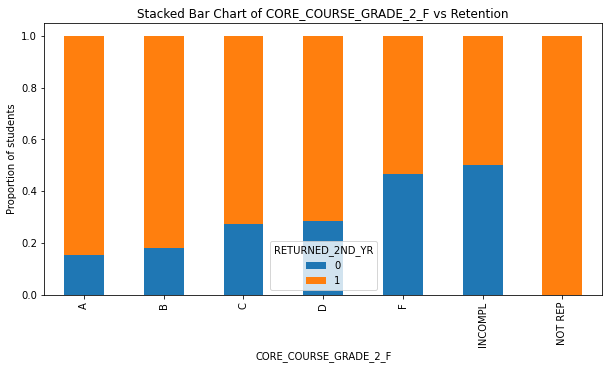 Stacked Bar Chart of CORE_COURSE_GRADE_2_F vs Retention
Proportion of students
1.0
0.8
0.6
0.4
0.2
0.0
RETURNED_2ND_YR
0
1
A
B
C
D
F
INCOMPL
NOT REP
CORE_COURSE_GRADE_2_F